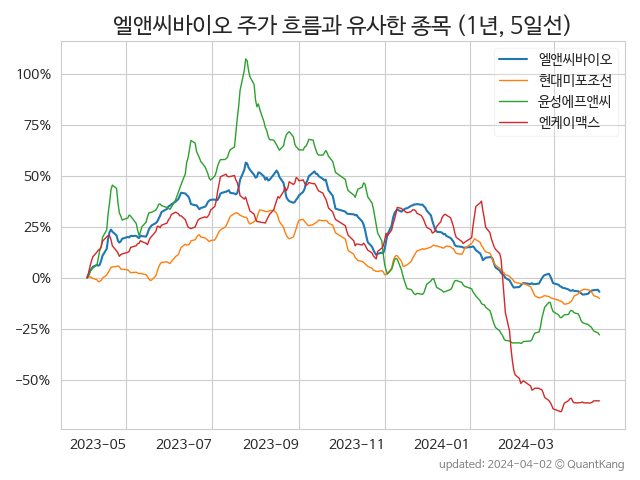 엘앤씨바이오 주가 흐름과 유사한 종목 (1년, 5일선)
엘앤씨바이오
현대미포조선
윤성에프앤씨
엔케이맥스
100%
75%
50%
25%
0%
−25%
−50%
2023-05 2023-07 2023-09 2023-11 2024-01 2024-03
updated: 2024-04-02 © QuantKang